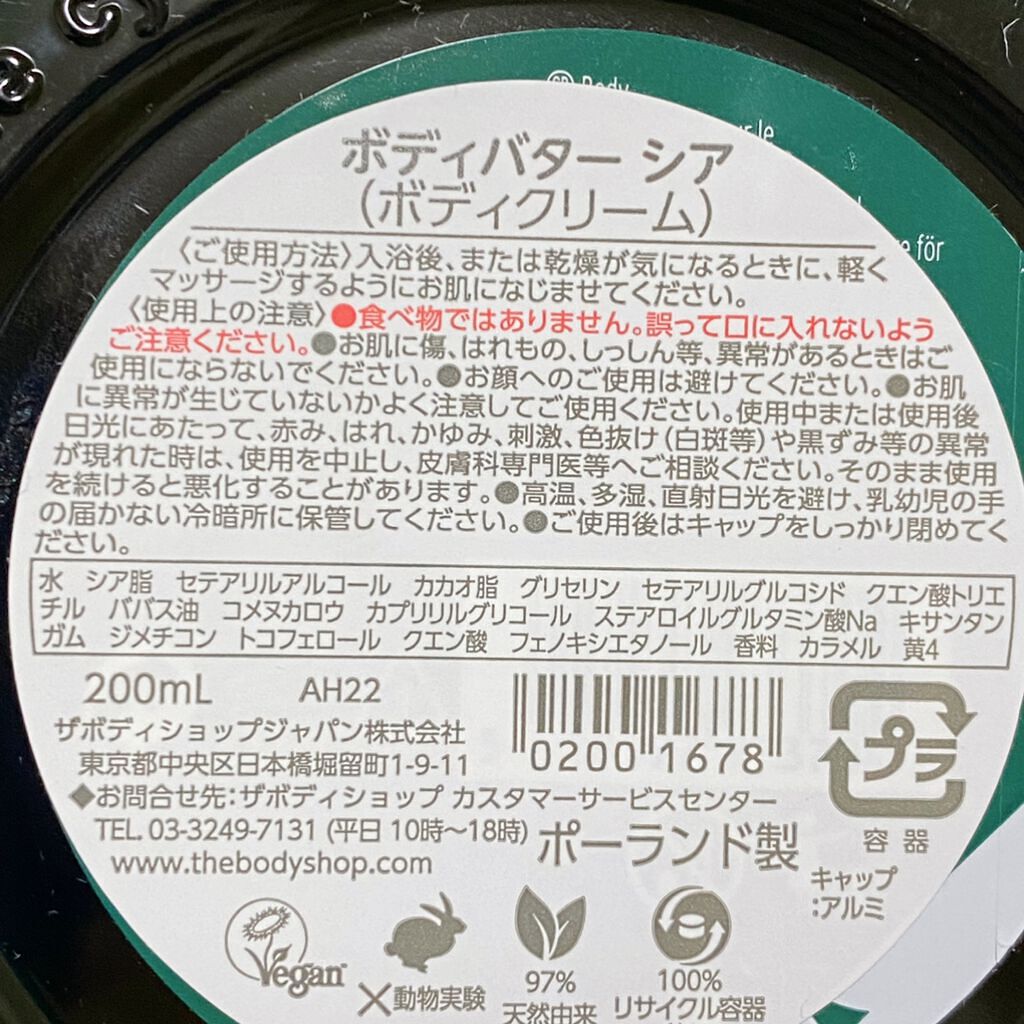 Body
ur le
e för
ボディバター シア
(ボディクリーム)
〈ご使用方法〉入浴後、または乾燥が気になるときに、軽く
マッサージするようにお肌になじませてください。
〈使用上の注意〉●食べ物ではありません。誤って口に入れないよう
ご注意ください。●お肌に傷、はれもの、しっしん等、異常があるときはご
使用にならないでください。●お顔へのご使用は避けてください。●お肌
に異常が生じていないかよく注意してご使用ください。使用中または使用後
日光にあたって、赤み、はれ、かゆみ、刺激、色抜け(白斑等)や黒ずみ等の異常
が現れた時は、使用を中止し、皮膚科専門医等へご相談ください。そのまま使用
を続けると悪化することがあります。●高温、多湿、直射日光を避け、乳幼児の手
の届かない冷暗所に保管してください。●ご使用後はキャップをしっかり閉めてく
ださい。
水 シア脂 セテアリルアルコール カカオ脂 グリセリン セテアリルグルコシド クエン酸トリエ
チル ババス油 コメヌカロウ カプリリルグリコール ステアロイルグルタミン酸Na キサンタン
ガム ジメチコン トコフェロール クエン酸 フェノキシエタノール 香料 カラメル 黄4
200mL AH22
ザボディショップジャパン株式会社
東京都中央区日本橋堀留町1-9-11
◆お問合せ先:ザボディショップ カスタマーサービスセンター
TEL. 03-3249-7131 (平日 10時〜18時)
www.thebodyshop.com
0200 1678
ポーランド製
プラ
容器
キャップ
:アルミ
Vegan
×動物実験
97%
天然由来
100%
リサイクル容器